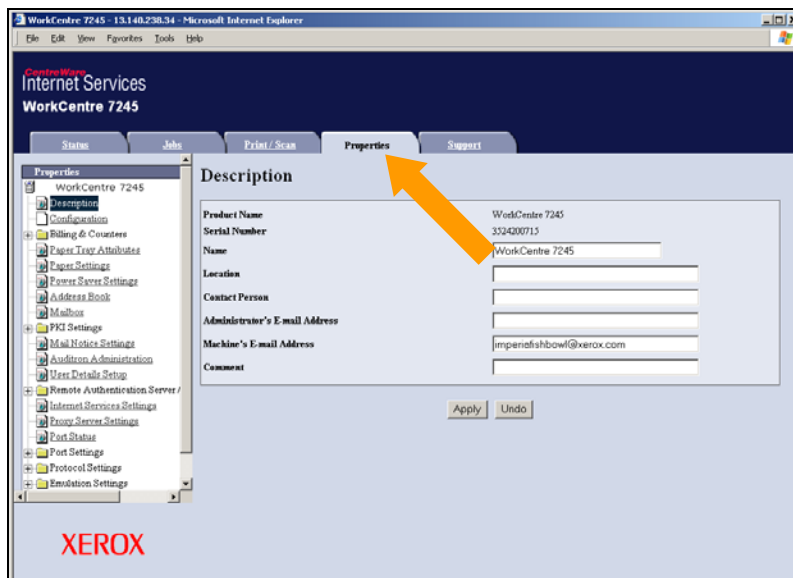 WorkCentre 7245 - 13.140.238.34 - Microsoft Internet Explorer
File Edit View Favorites Tools Help
CentreWare
Internet Services
WorkCentre 7245
Status Jobs Print / Scan Properties Support
Properties
WorkCentre 7245
Description
Configuration
Billing & Counters
Paper Tray Attributes
Paper Settings
Power Saver Settings
Address Book
Mailbox
PKI Settings
Mail Notice Settings
Auditron Administration
User Details Setup
Remote Authentication Server /
Internet Services Settings
Proxy Server Settings
Port Status
Port Settings
Protocol Settings
Emulation Settings
XEROX
Description
Product Name WorkCentre 7245
Serial Number 3524200715
Name WorkCentre 7245
Location
Contact Person
Administrator's E-mail Address
Machine's E-mail Address imperiafishbowl@xerox.com
Comment
Apply Undo